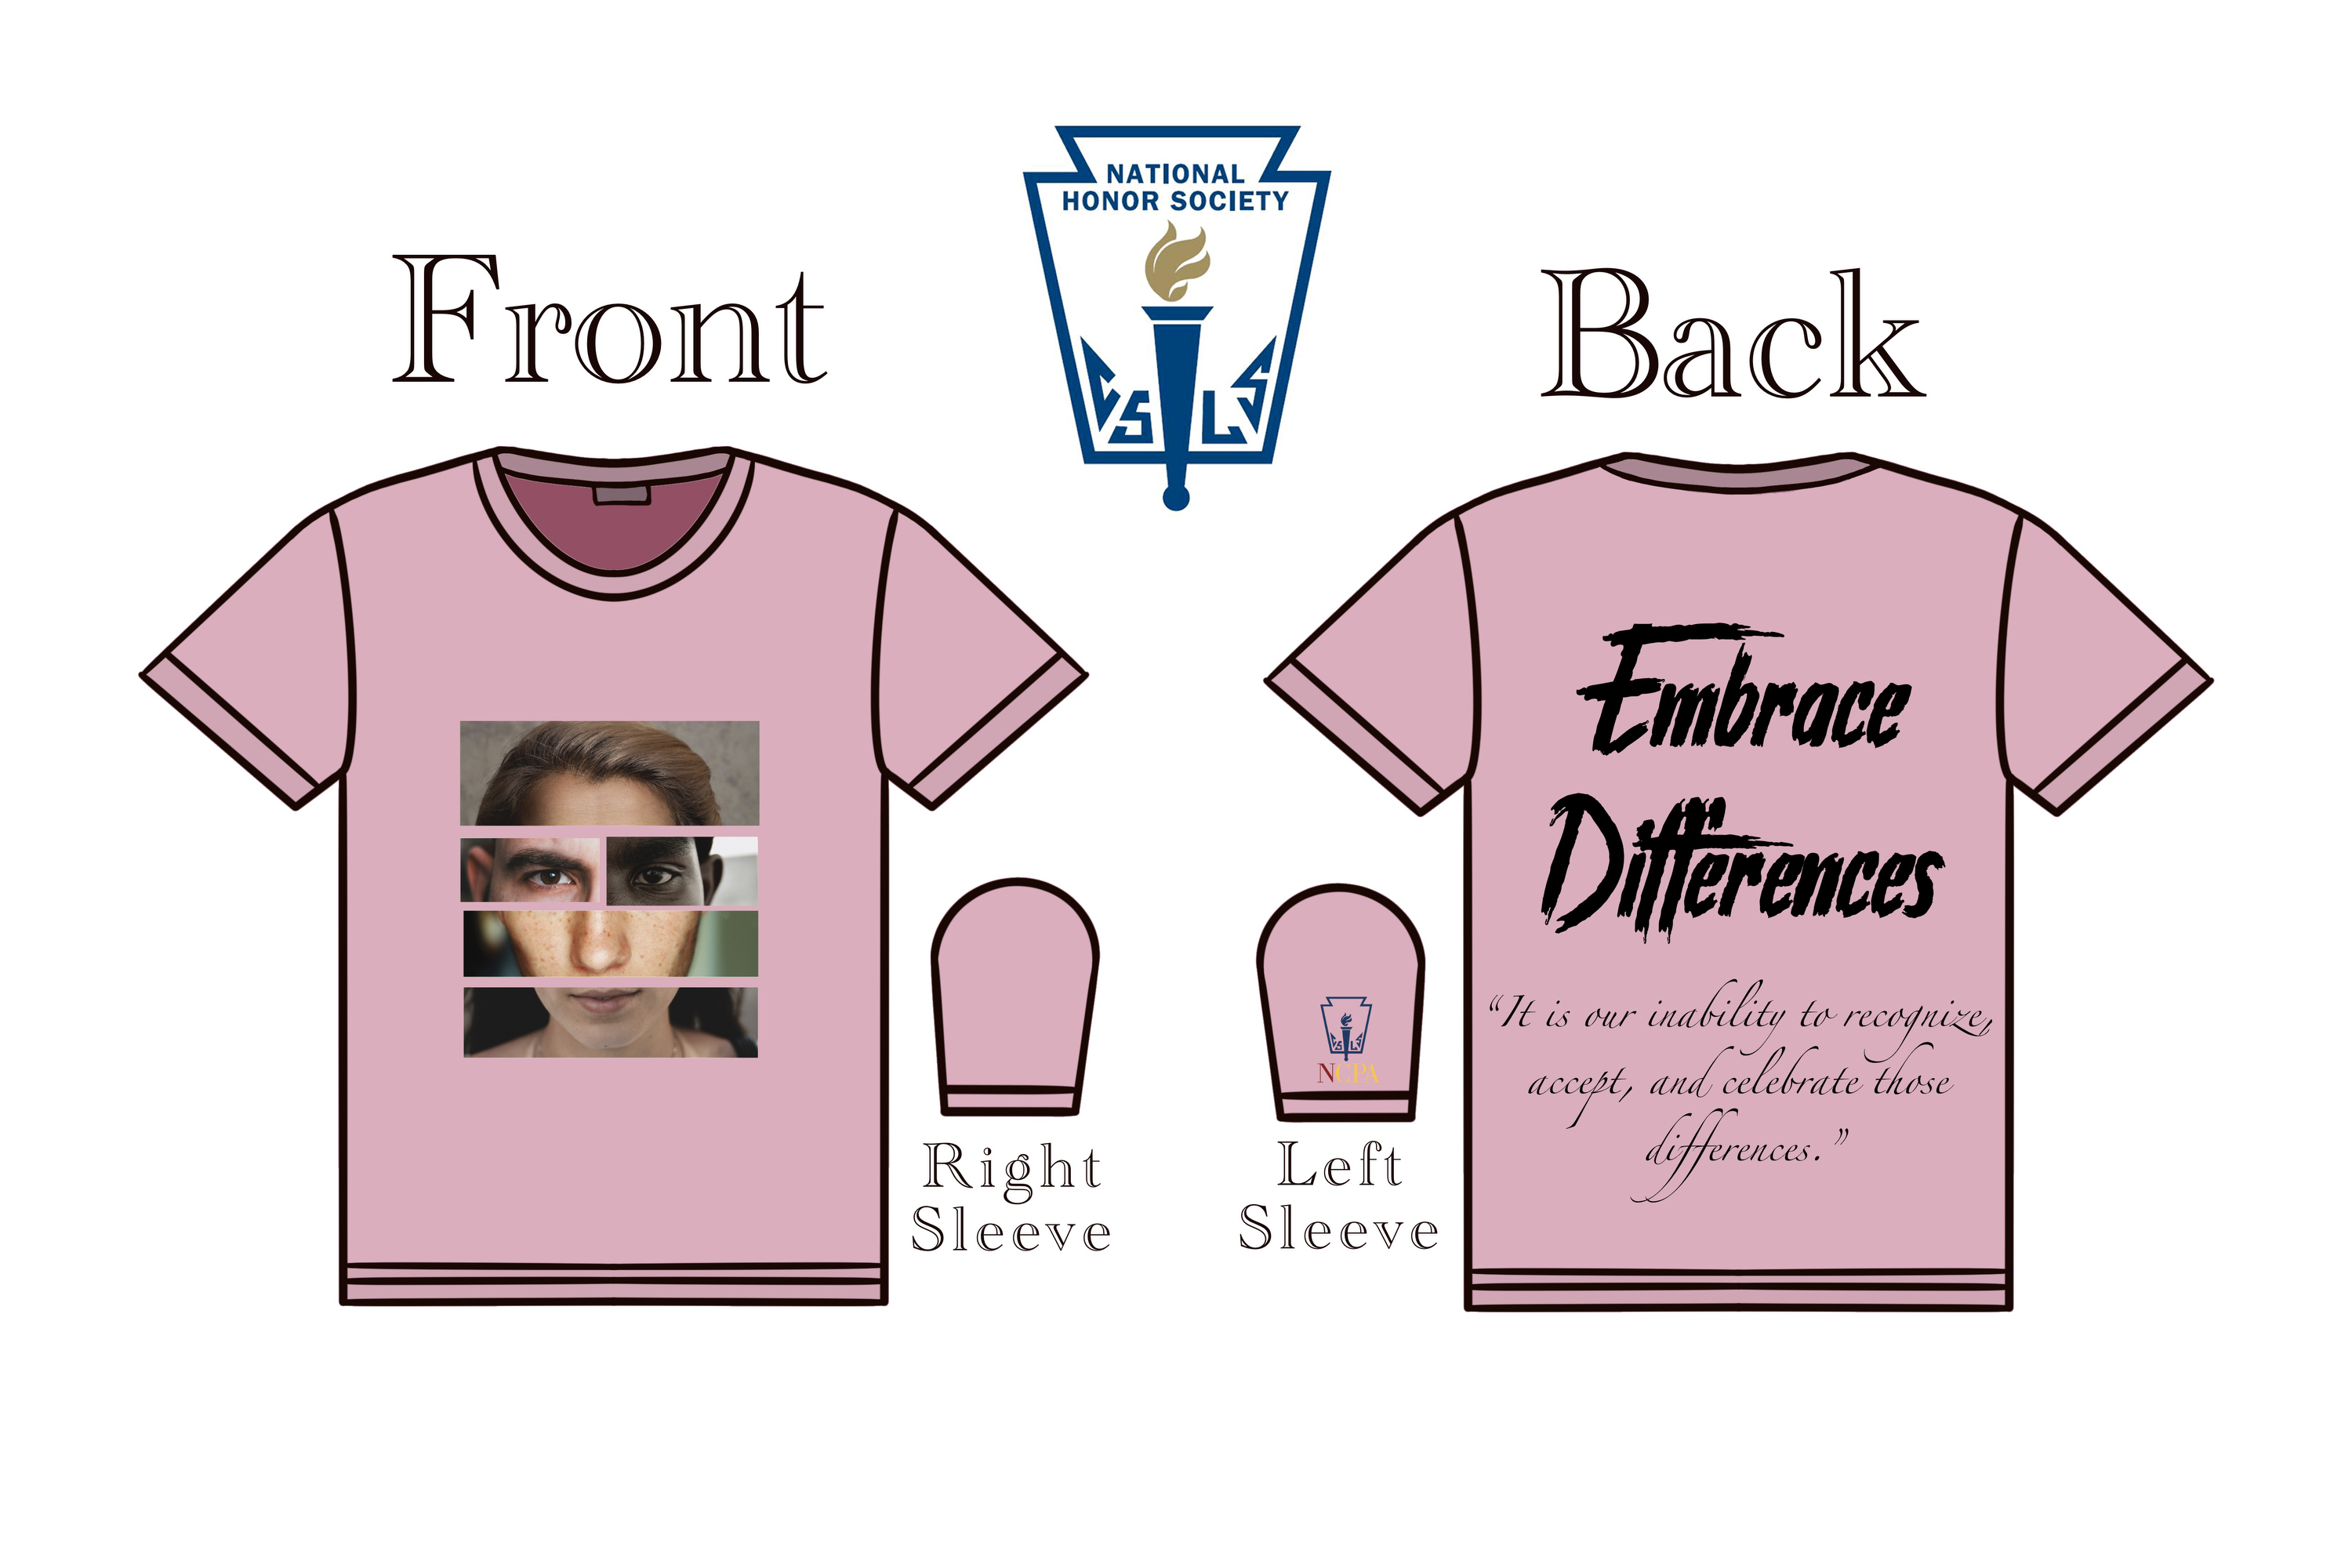 NATIONAL
HONOR SOCIETY
C S L S
Front
Back
Embrace
Differences
“It is our inability to recognize,
accept, and celebrate those
differences.”
C S L S
NCPA
Right
Sleeve
Left
Sleeve